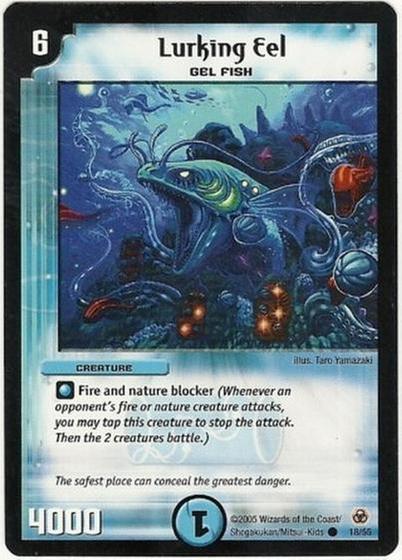 6
Lurking Eel
GEL FISH
illus. Taro Yamazaki
CREATURE
Fire and nature blocker (Whenever an
opponent's fire or nature creature attacks,
you may tap this creature to stop the attack.
Then the 2 creatures battle.)
The safest place can conceal the greatest danger.
4000
1
©2005 Wizards of the Coast/
Shogakukan/Mitsui-Kids
18/55